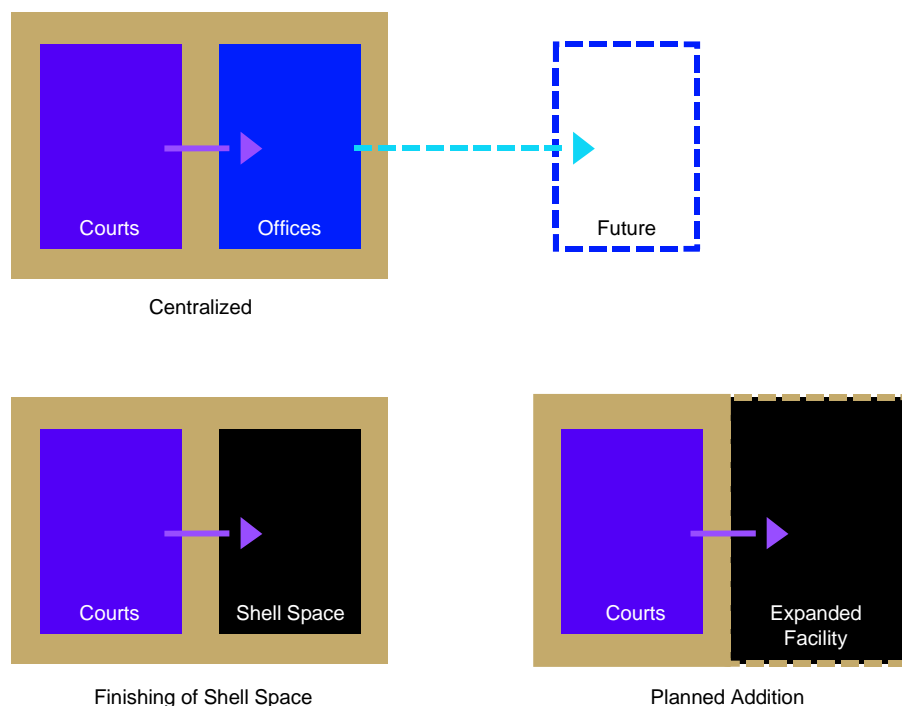 Courts
Offices
Future
Centralized
Courts
Shell Space
Courts
Expanded
Facility
Finishing of Shell Space
Planned Addition